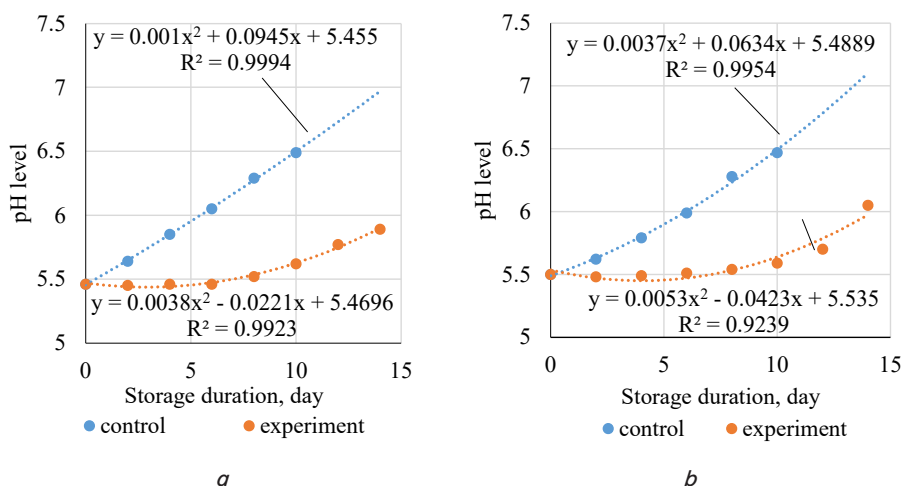 7.5
y = 0.001x² + 0.0945x + 5.455
R² = 0.9994
7
6.5
6
5.5
y = 0.0038x² - 0.0221x + 5.4696
R² = 0.9923
5
0 5 10 15
pH level
Storage duration, day
control experiment
a
7.5
y = 0.0037x² + 0.0634x + 5.4889
R² = 0.9954
7
6.5
6
5.5
y = 0.0053x² - 0.0423x + 5.535
R² = 0.9239
5
0 5 10 15
pH level
Storage duration, day
control experiment
b